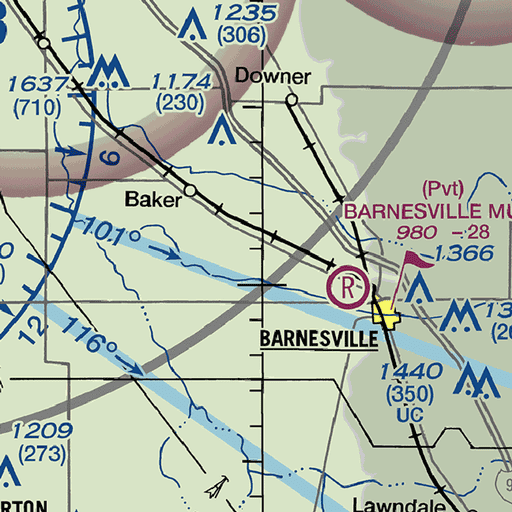 1235
(306)
Downer
1637
(710)
1174
(230)
6
Baker
(Pvt)
BARNESVILLE MU
980 - 28
1366
101°
R
12
116°
BARNESVILLE
1440
(350)
UC
1209
(273)
RTON
Lawndale
9